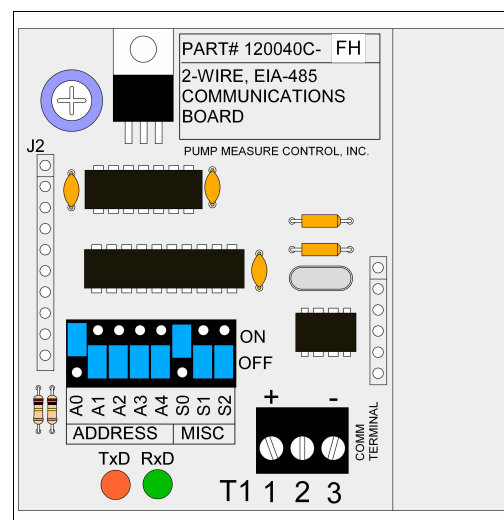 PART# 120040C- FH
2-WIRE, EIA-485
COMMUNICATIONS
BOARD
PUMP MEASURE CONTROL, INC.
J2
ON
OFF
A0 A1 A2 A3 A4 S0 S1 S2
ADDRESS MISC
TxD RxD
+ -
COMM
TERMINAL
T1 1 2 3